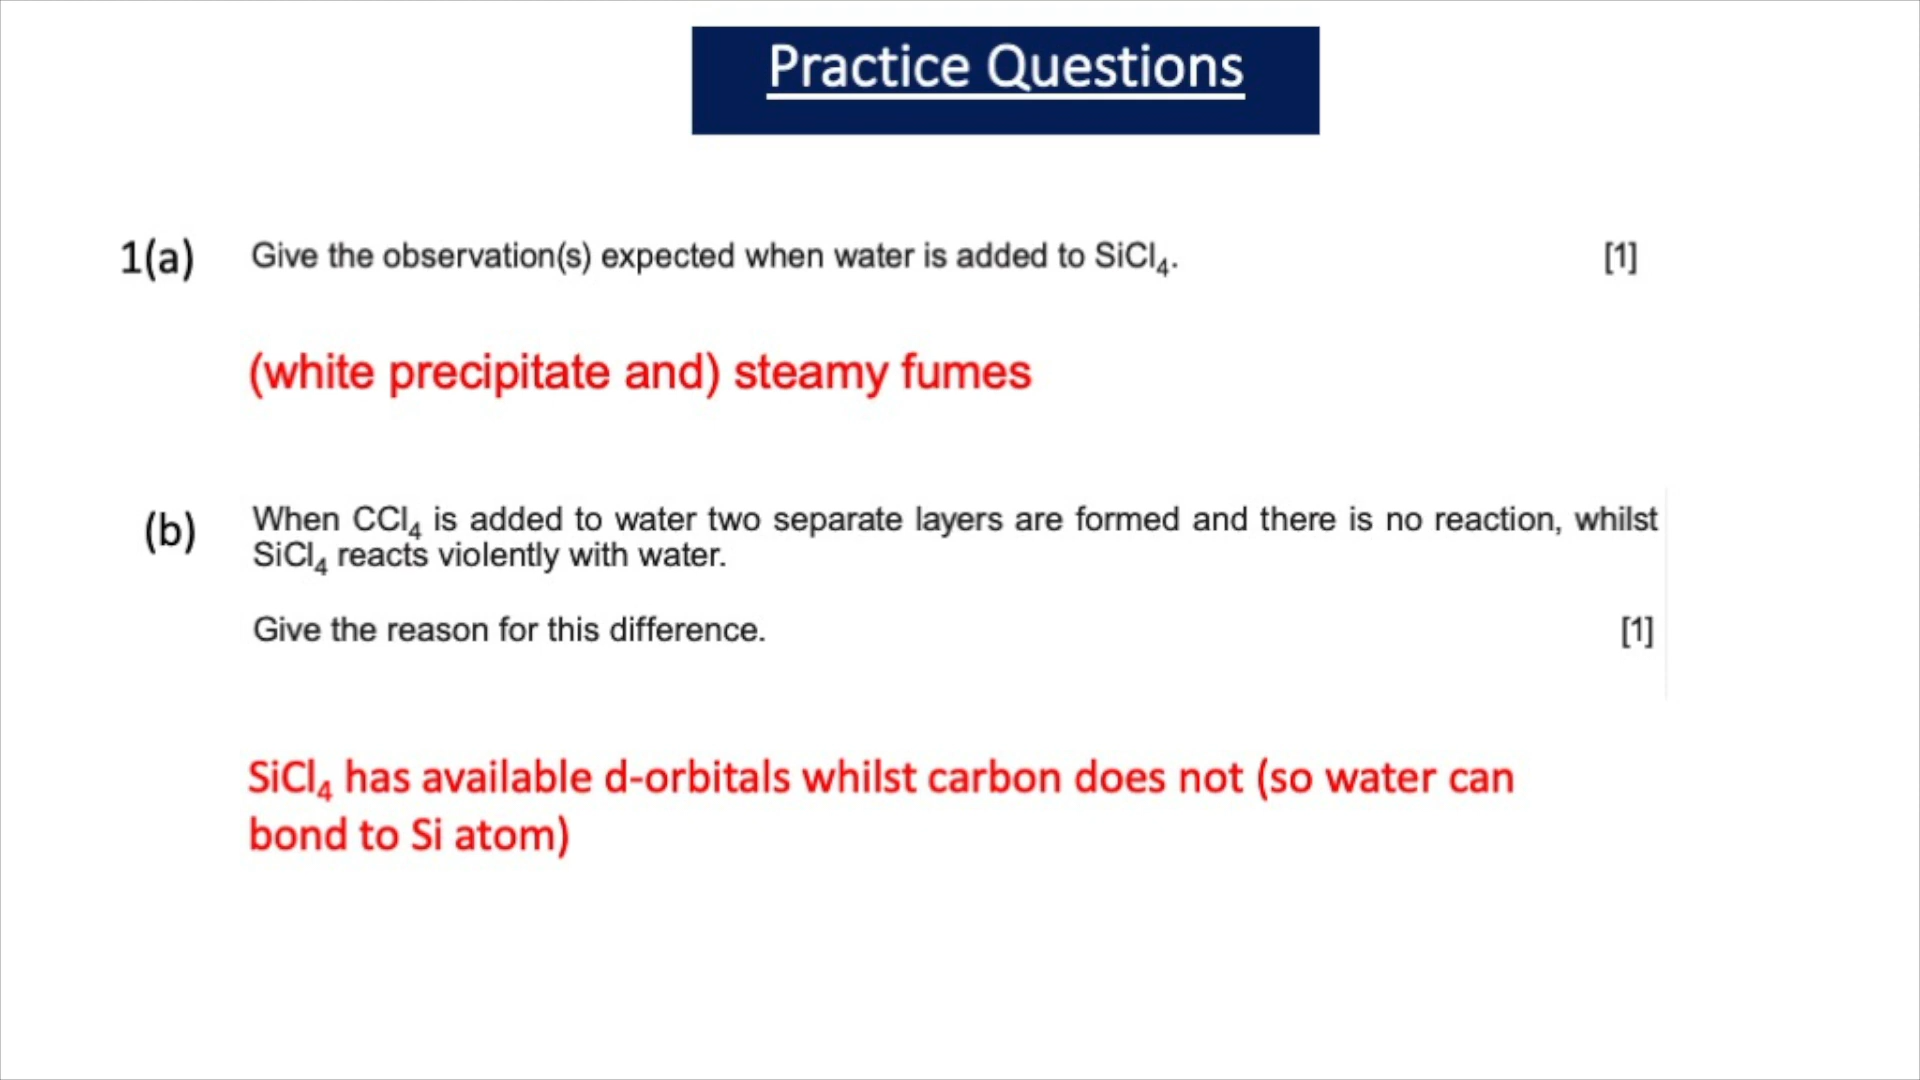 Practice Questions
1(a) Give the observation(s) expected when water is added to SiCl₄. [1]
(white precipitate and) steamy fumes
(b) When CCl₄ is added to water two separate layers are formed and there is no reaction, whilst
SiCl₄ reacts violently with water.
Give the reason for this difference. [1]
SiCl₄ has available d-orbitals whilst carbon does not (so water can
bond to Si atom)